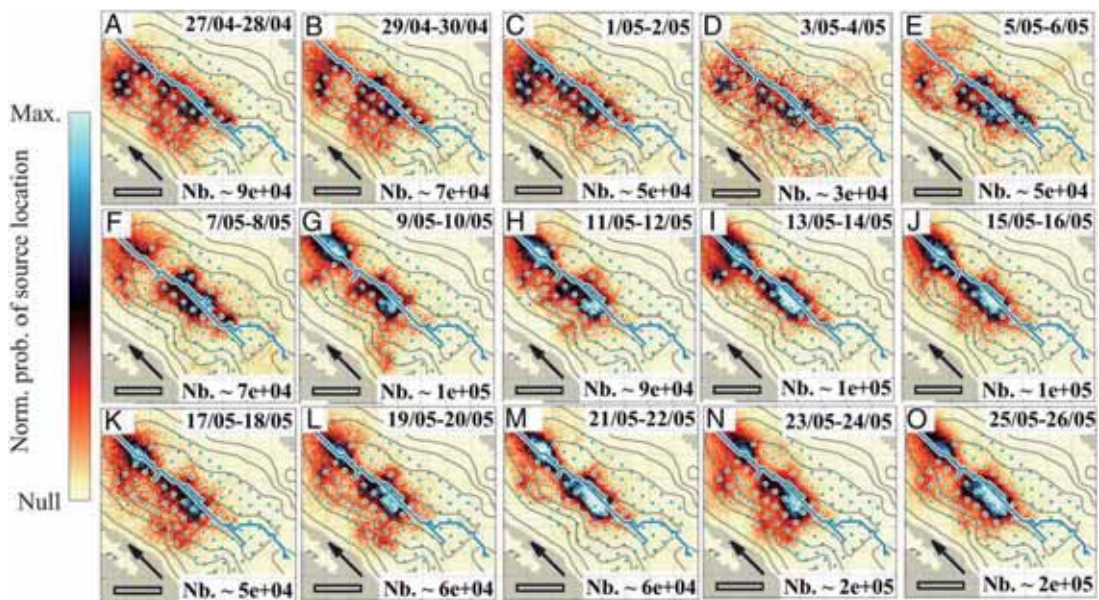 Max.
Norm. prob. of source location
Null
A 27/04-28/04
Nb. ~ 9e+04
B 29/04-30/04
Nb. ~ 7e+04
C 1/05-2/05
Nb. ~ 5e+04
D 3/05-4/05
Nb. ~ 3e+04
E 5/05-6/05
Nb. ~ 5e+04
F 7/05-8/05
Nb. ~ 7e+04
G 9/05-10/05
Nb. ~ 1e+05
H 11/05-12/05
Nb. ~ 9e+04
I 13/05-14/05
Nb. ~ 1e+05
J 15/05-16/05
Nb. ~ 1e+05
K 17/05-18/05
Nb. ~ 5e+04
L 19/05-20/05
Nb. ~ 6e+04
M 21/05-22/05
Nb. ~ 6e+04
N 23/05-24/05
Nb. ~ 2e+05
O 25/05-26/05
Nb. ~ 2e+05